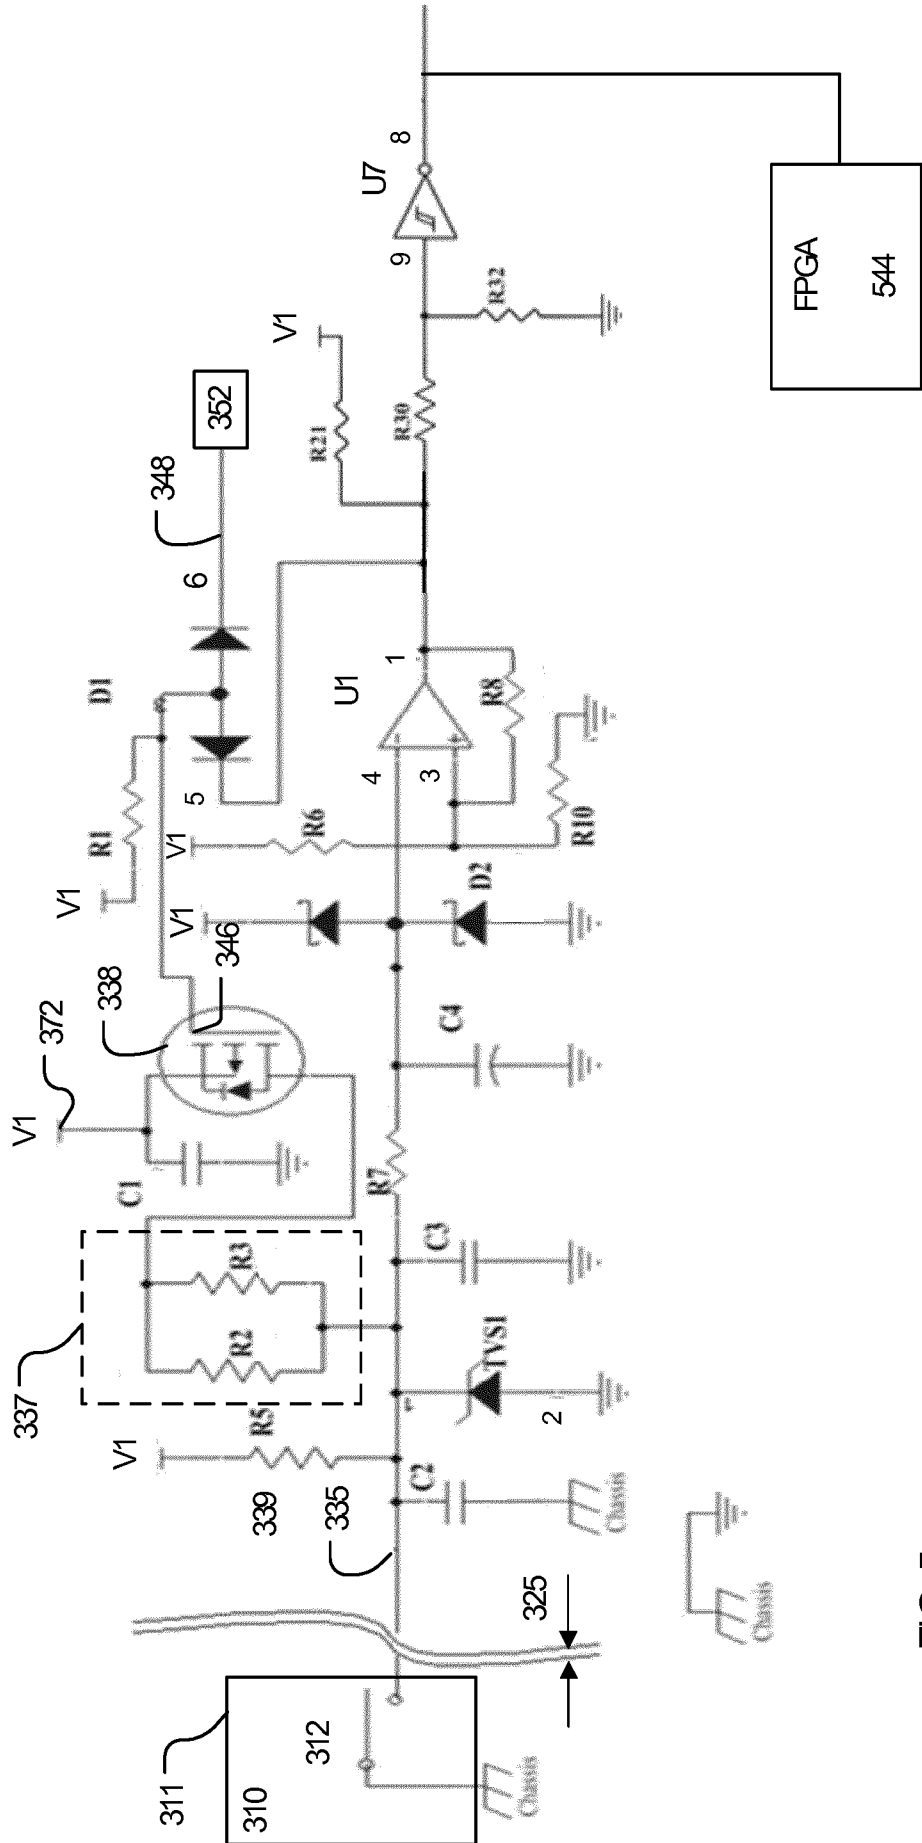 311
310
312
Chassis
325
Chassis
335
339
V1
R5
C2
Chassis
337
R2
R3
TVS1
2
C3
V1
372
C1
338
346
R7
C4
V1
R1
D1
V1
V1
R6
D2
5
6
348
352
4
3
U1
1
R8
R10
V1
R21
R30
R32
9
U7
8
FPGA
544